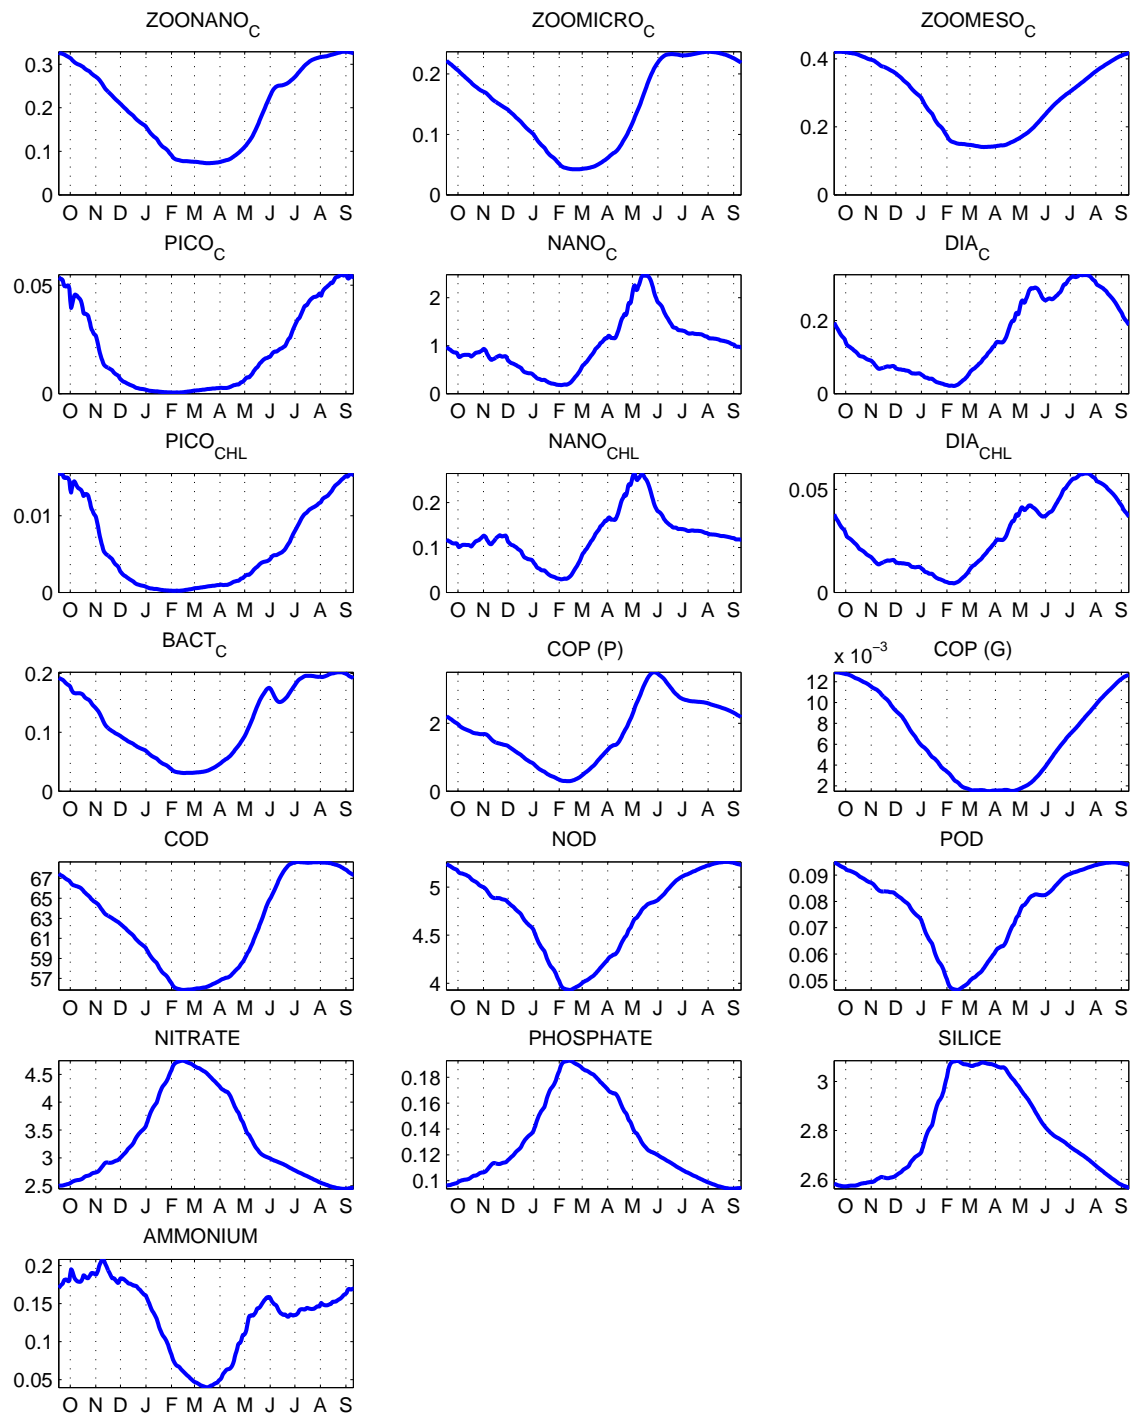 ZOONANO_C ZOOMICRO_C ZOOMESO_C
0.3 0.2 0.1 0
0.2 0.1 0
0.4 0.2 0
O N D J F M A M J J A S O N D J F M A M J J A S O N D J F M A M J J A S
PICO_C NANO_C DIA_C
0.05 0
2 1 0
0.2 0
O N D J F M A M J J A S O N D J F M A M J J A S O N D J F M A M J J A S
PICO_CHL NANO_CHL DIA_CHL
0.01 0
0.2 0.1 0
0.05 0
O N D J F M A M J J A S O N D J F M A M J J A S O N D J F M A M J J A S
BACT_C COP (P) x 10^−3 COP (G)
0.2 0.1 0
2 0
12 10 8 6 4 2
O N D J F M A M J J A S O N D J F M A M J J A S O N D J F M A M J J A S
COD NOD POD
67 65 63 61 59 57
5 4.5 4
0.09 0.08 0.07 0.06 0.05
O N D J F M A M J J A S O N D J F M A M J J A S O N D J F M A M J J A S
NITRATE PHOSPHATE SILICE
4.5 4 3.5 3 2.5
0.18 0.16 0.14 0.12 0.1
3 2.8 2.6
O N D J F M A M J J A S O N D J F M A M J J A S O N D J F M A M J J A S
AMMONIUM
0.2 0.15 0.1 0.05
O N D J F M A M J J A S